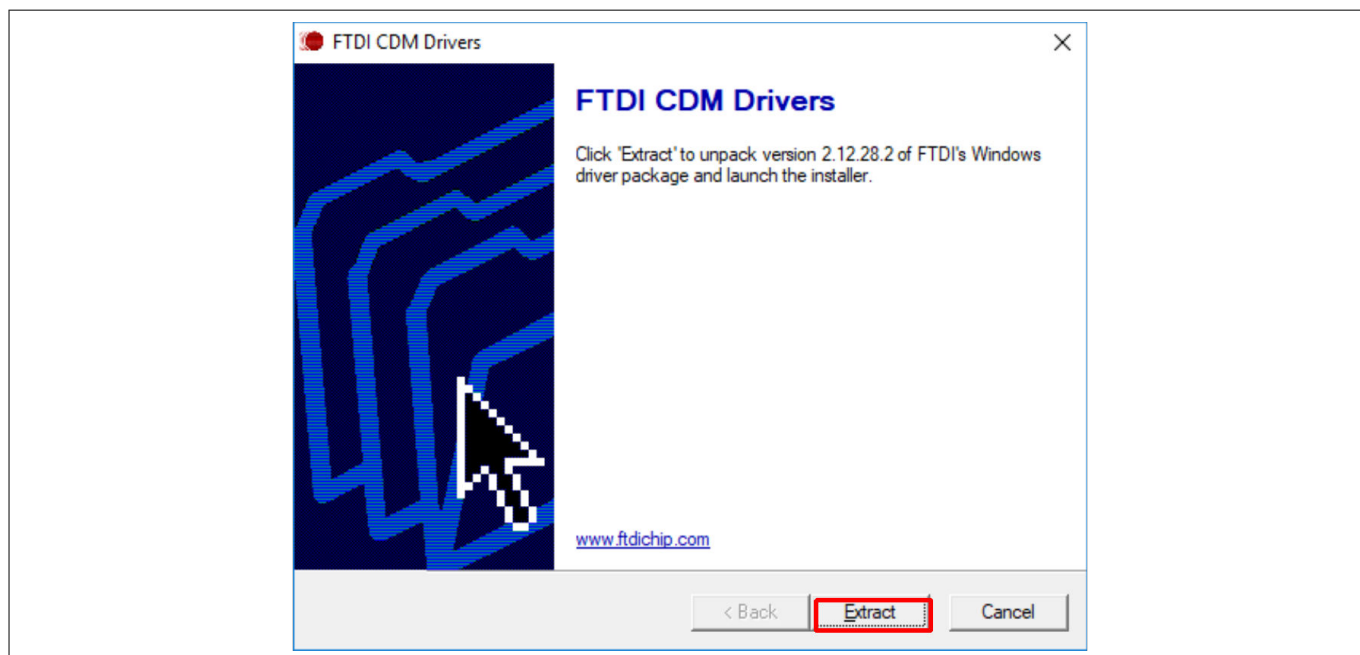 FTDI CDM Drivers
FTDI CDM Drivers
Click 'Extract' to unpack version 2.12.28.2 of FTDI's Windows
driver package and launch the installer.
www.ftdichip.com
< Back Extract Cancel